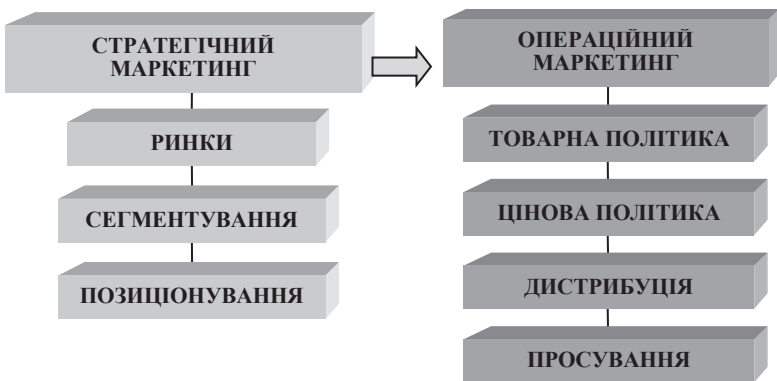 СТРАТЕГІЧНИЙ
МАРКЕТИНГ
РИНКИ
СЕГМЕНТУВАННЯ
ПОЗИЦІОНУВАННЯ
ОПЕРАЦІЙНИЙ
МАРКЕТИНГ
ТОВАРНА ПОЛІТИКА
ЦІНОВА ПОЛІТИКА
ДИСТРИБУЦІЯ
ПРОСУВАННЯ